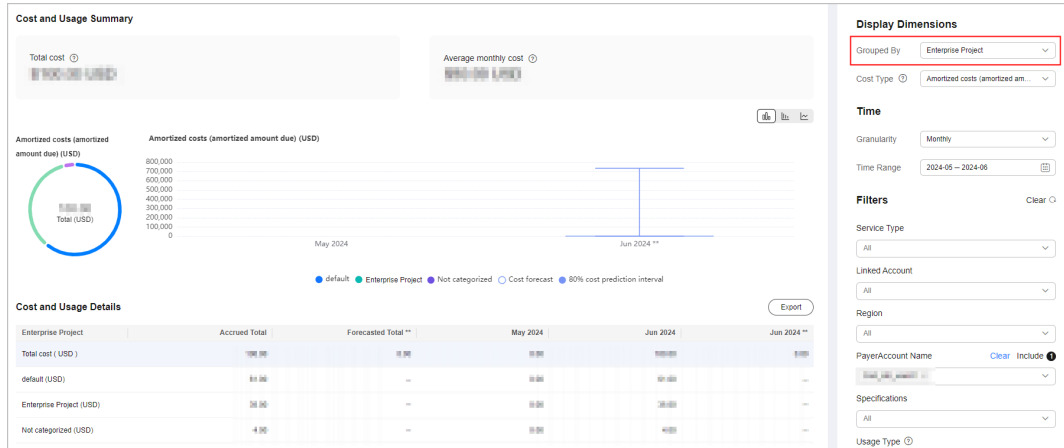 Cost and Usage Summary
Total cost
Average monthly cost
Amortized costs (amortized amount due) (USD)
Total (USD)
Amortized costs (amortized amount due) (USD)
800,000
700,000
600,000
500,000
400,000
300,000
200,000
100,000
0
May 2024 Jun 2024 **
default Enterprise Project Not categorized Cost forecast 80% cost prediction interval
Cost and Usage Details
Export
Enterprise Project Accrued Total Forecasted Total ** May 2024 Jun 2024 Jun 2024 **
Total cost ( USD )
default (USD) -- --
Enterprise Project (USD) -- --
Not categorized (USD) -- --
Display Dimensions
Grouped By Enterprise Project
Cost Type Amortized costs (amortized am...
Time
Granularity Monthly
Time Range 2024-05 – 2024-06
Filters Clear
Service Type
All
Linked Account
All
Region
All
PayerAccount Name Clear Include 1
Specifications
All
Usage Type